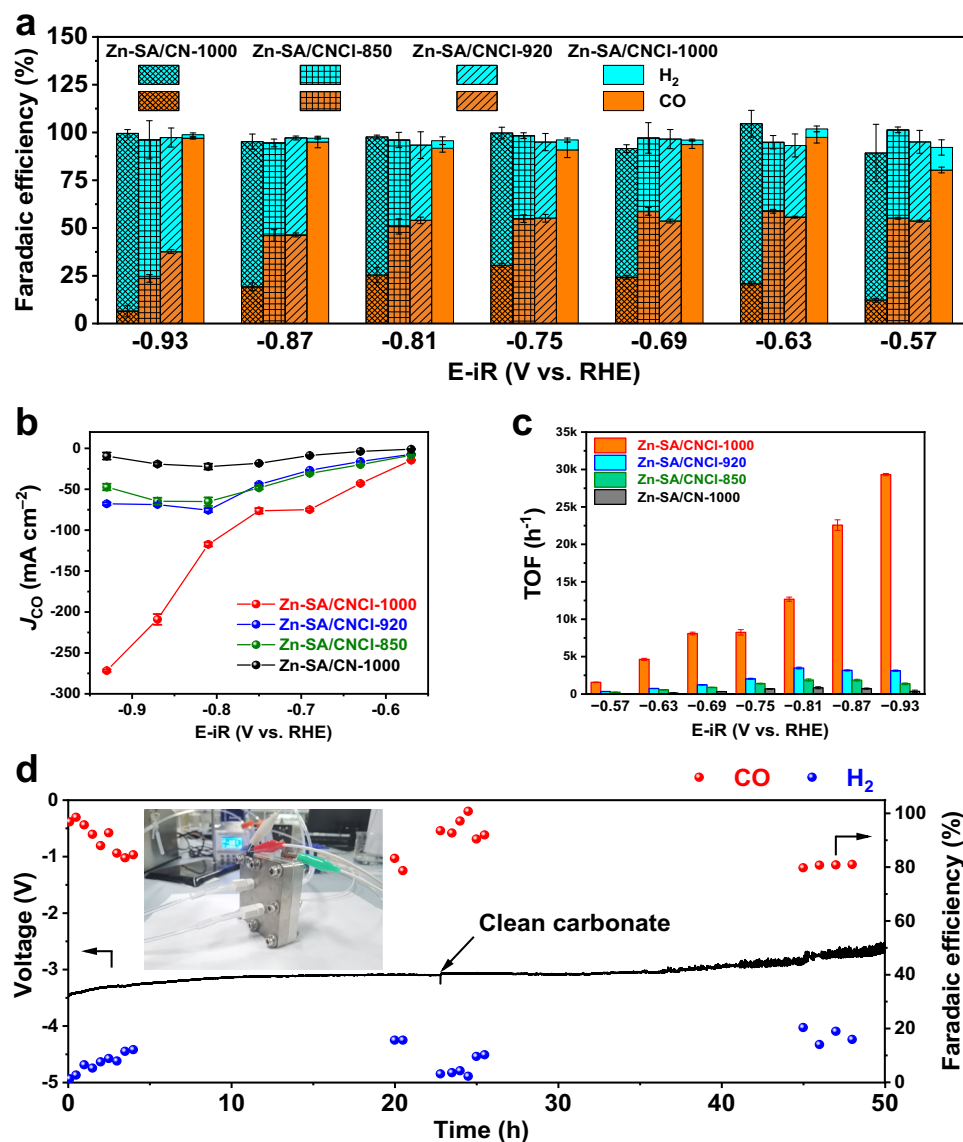 a
150
125
100
75
50
25
0
Faradaic efficiency (%)
Zn-SA/CN-1000 Zn-SA/CNCl-850 Zn-SA/CNCl-920 Zn-SA/CNCl-1000
H₂
CO
-0.93 -0.87 -0.81 -0.75 -0.69 -0.63 -0.57
E-iR (V vs. RHE)
b
0
-50
-100
-150
-200
-250
-300
J_CO (mA cm⁻²)
Zn-SA/CNCl-1000
Zn-SA/CNCl-920
Zn-SA/CNCl-850
Zn-SA/CN-1000
-0.9 -0.8 -0.7 -0.6
E-iR (V vs. RHE)
c
35k
30k
25k
20k
15k
10k
5k
0
TOF (h⁻¹)
Zn-SA/CNCl-1000
Zn-SA/CNCl-920
Zn-SA/CNCl-850
Zn-SA/CN-1000
−0.57 −0.63 −0.69 −0.75 −0.81 −0.87 −0.93
E-iR (V vs. RHE)
d
CO H₂
0
-1
-2
-3
-4
-5
Voltage (V)
Clean carbonate
100
80
60
40
20
0
Faradaic efficiency (%)
0 10 20 30 40 50
Time (h)